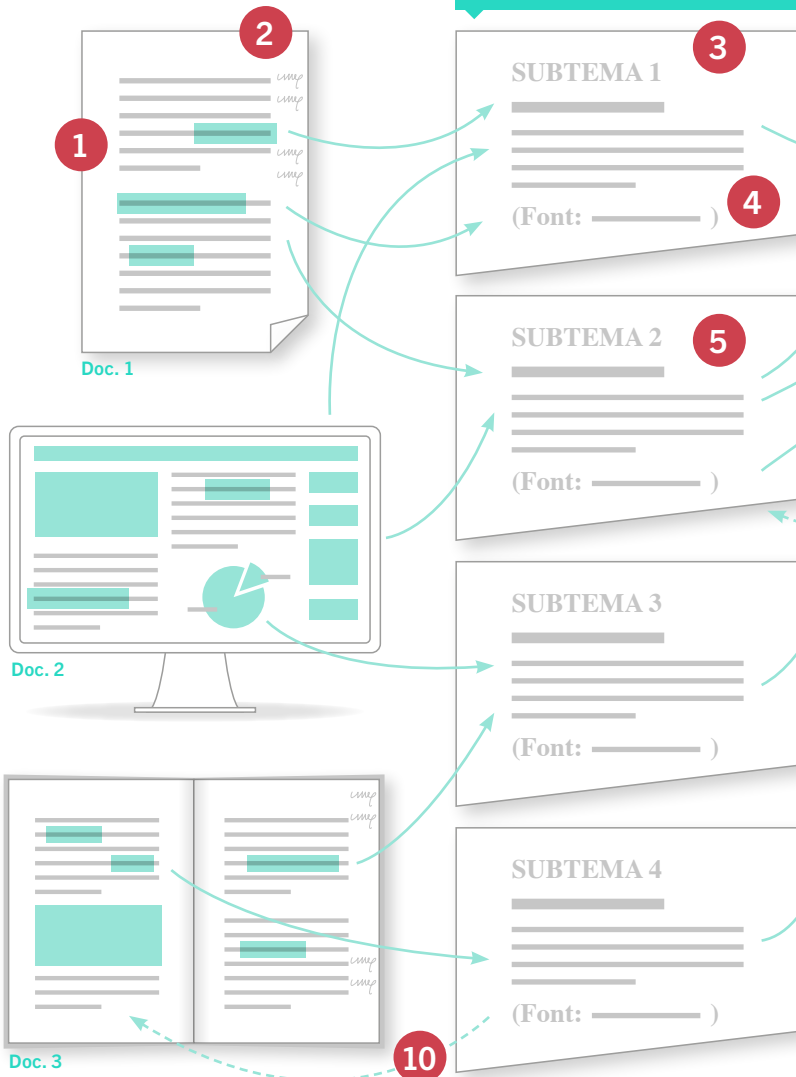 2
1
Doc. 1
Doc. 2
Doc. 3
10
3
SUBTEMA 1
4
(Font: )
SUBTEMA 2
5
(Font: )
SUBTEMA 3
(Font: )
SUBTEMA 4
(Font: )